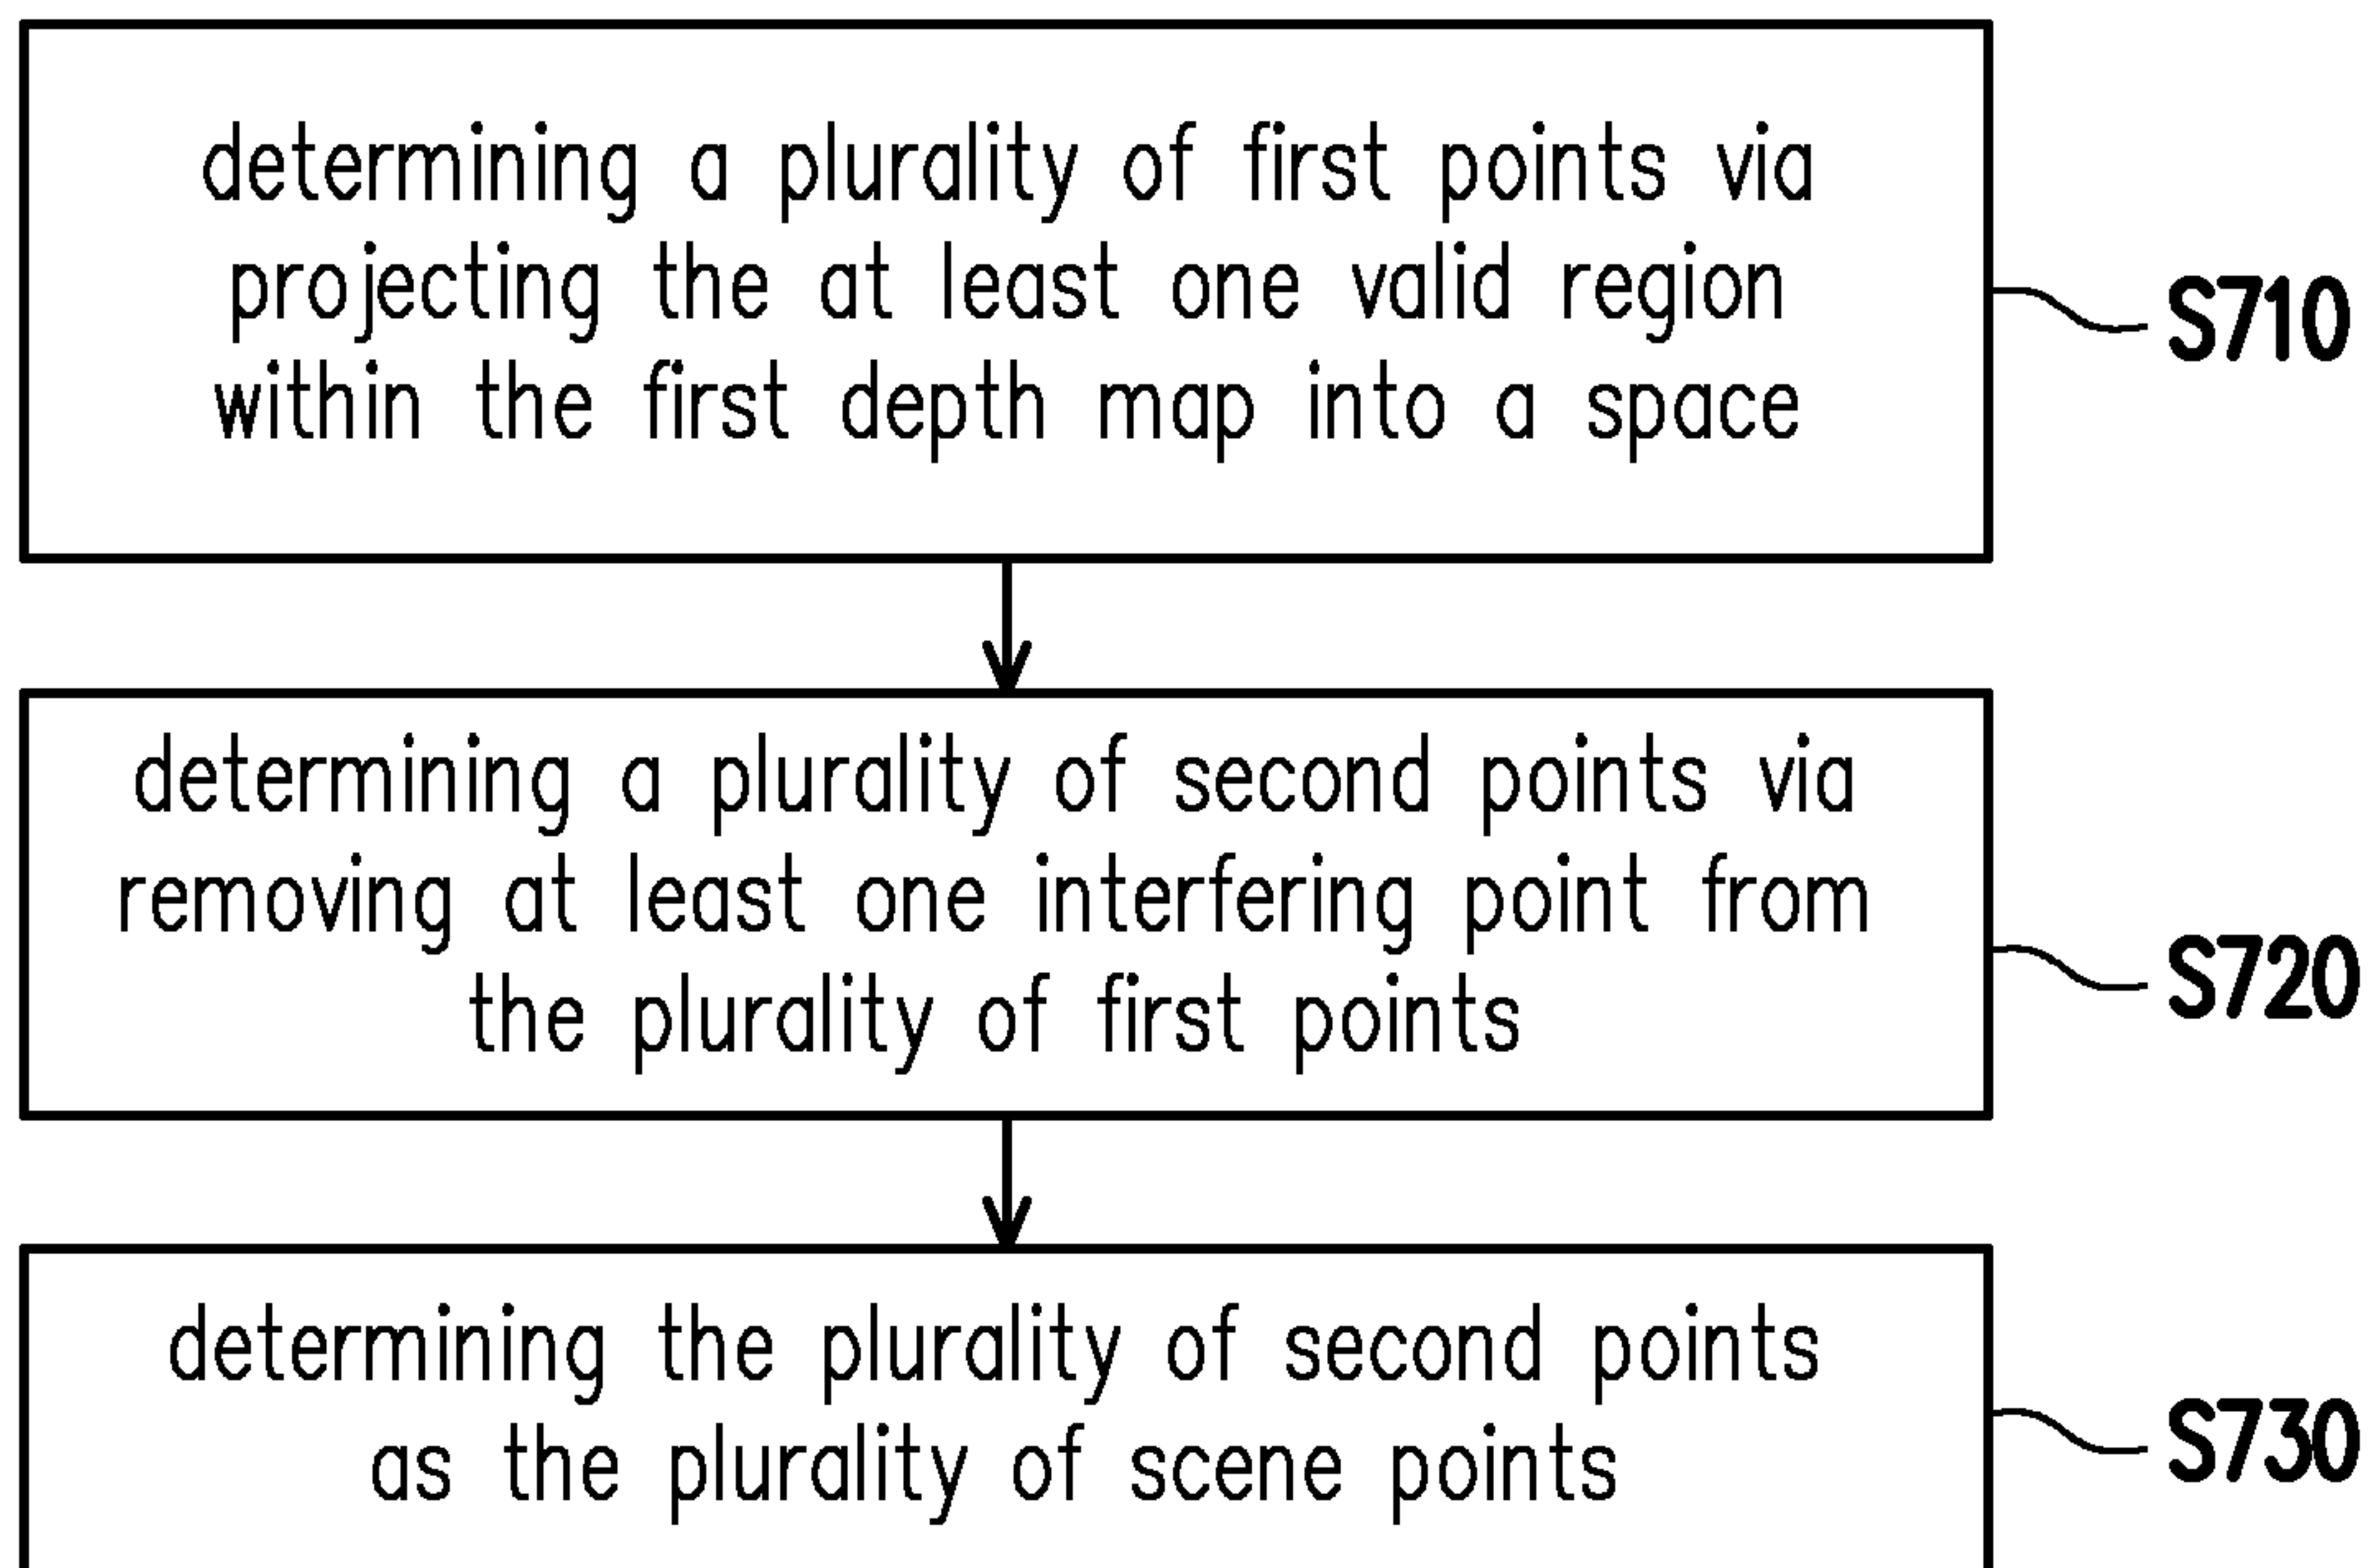 determining a plurality of first points via
projecting the at least one valid region
within the first depth map into a space
S710
determining a plurality of second points via
removing at least one interfering point from
the plurality of first points
S720
determining the plurality of second points
as the plurality of scene points
S730